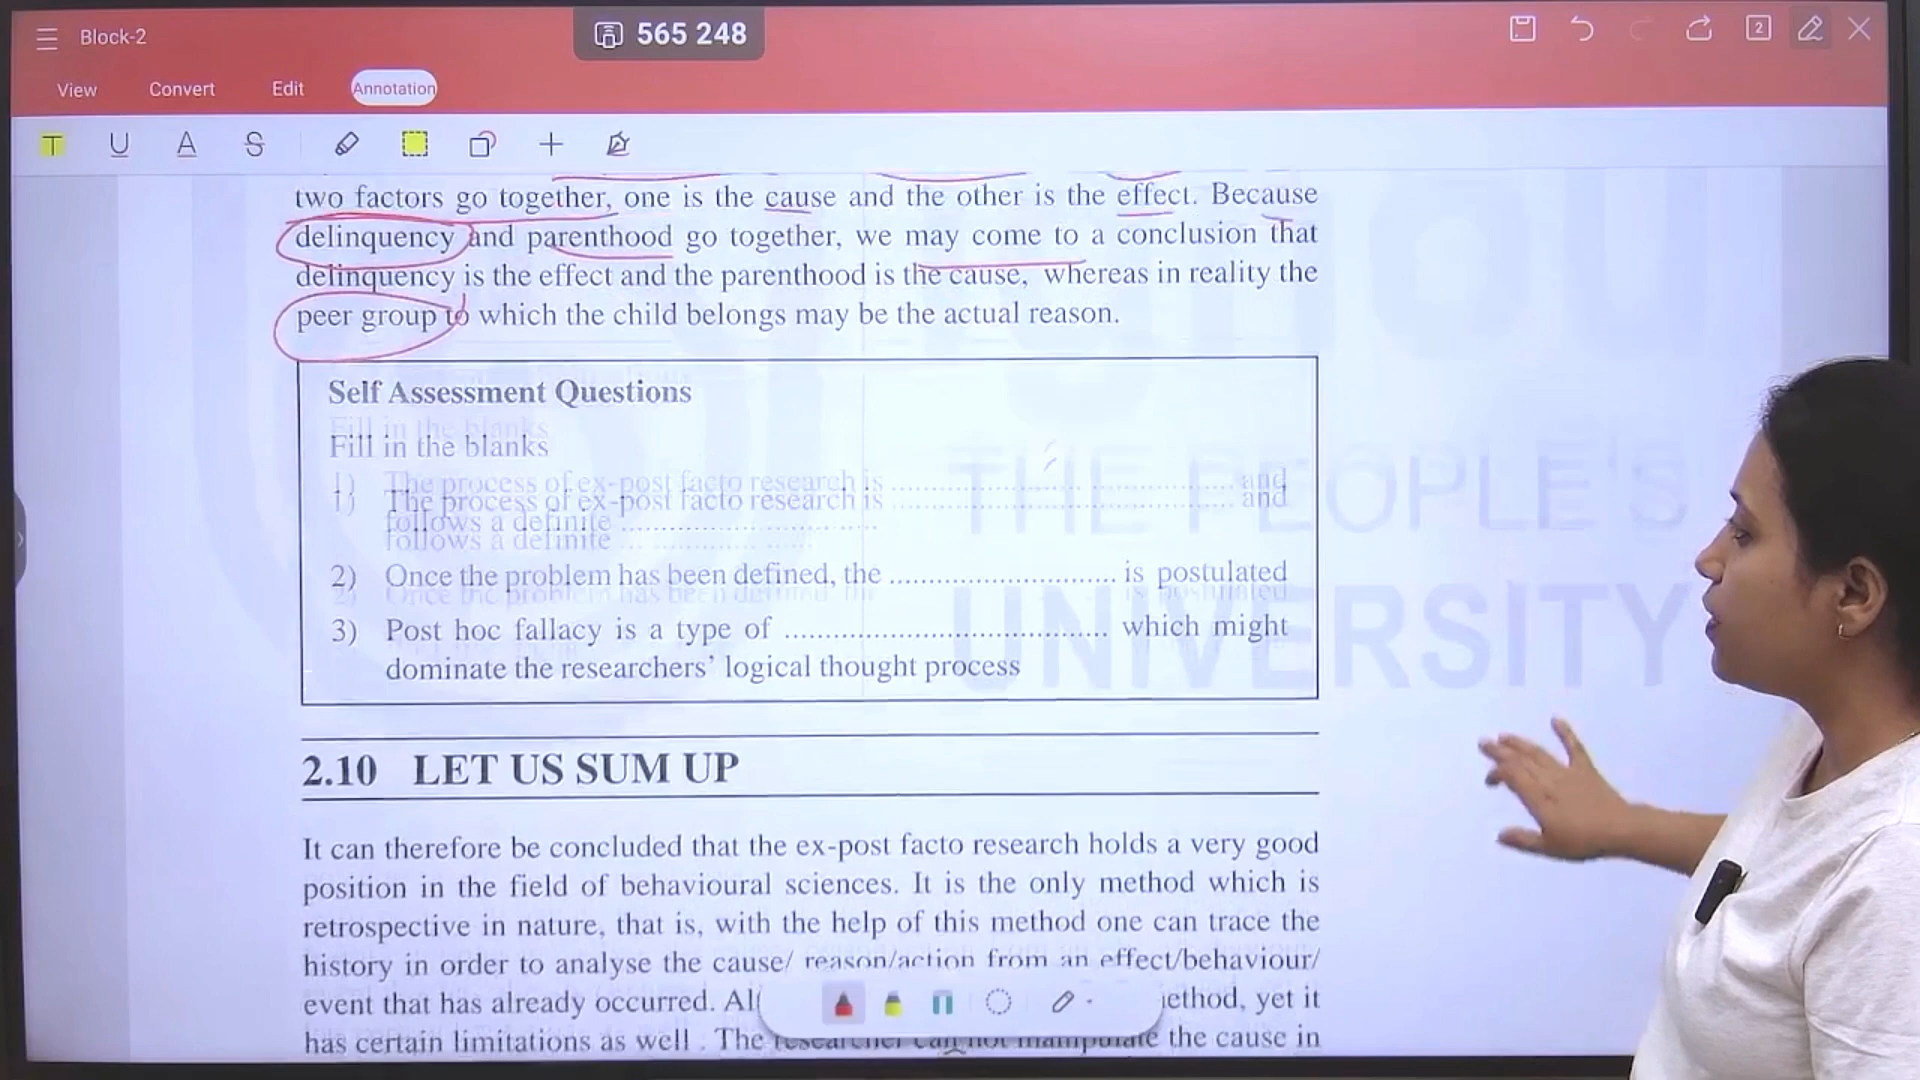 Block-2
565 248
2
View Convert Edit Annotation
T U A S
two factors go together, one is the cause and the other is the effect. Because
delinquency and parenthood go together, we may come to a conclusion that
delinquency is the effect and the parenthood is the cause, whereas in reality the
peer group to which the child belongs may be the actual reason.
Self Assessment Questions
Fill in the blanks
1) The process of ex-post facto research is .......................................... and
follows a definite ................................
2) Once the problem has been defined, the ............................. is postulated
3) Post hoc fallacy is a type of ......................................... which might
dominate the researchers' logical thought process
THE PEOPLE'S
UNIVERSITY
2.10 LET US SUM UP
It can therefore be concluded that the ex-post facto research holds a very good
position in the field of behavioural sciences. It is the only method which is
retrospective in nature, that is, with the help of this method one can trace the
history in order to analyse the cause/ reason/action from an effect/behaviour/
event that has already occurred. yet it
has certain limitations as well . The researcher can not manipulate the cause in